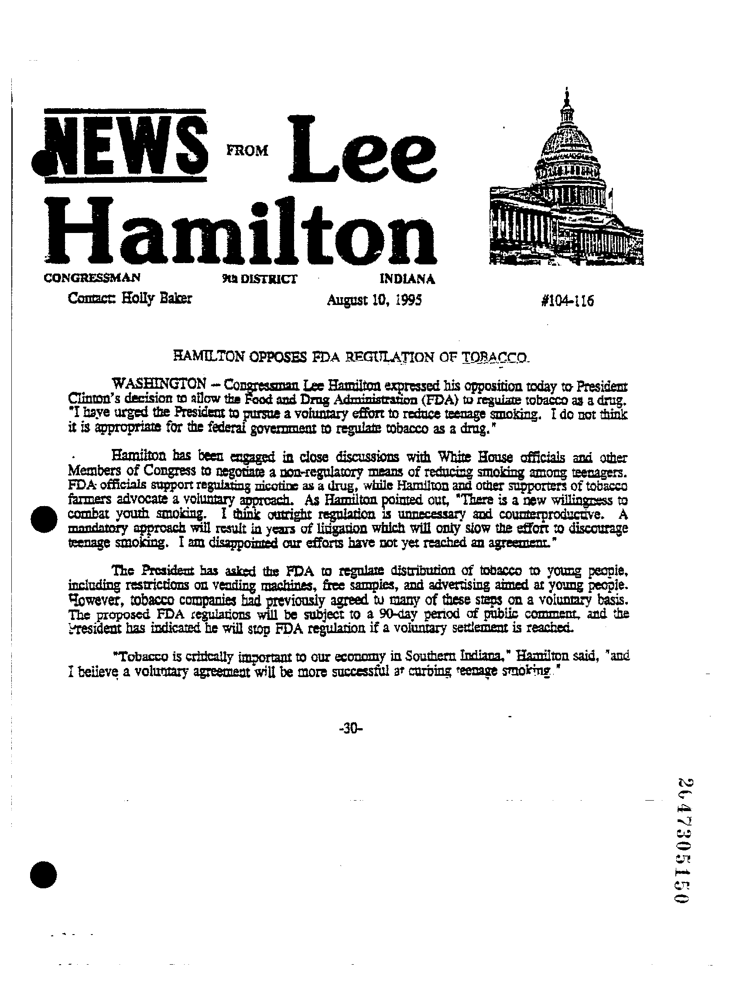 NEWS FROM Lee
Hamilton
CONGRESSMAN 9th DISTRICT INDIANA
Contact: Holly Baker August 10, 1995 #104-116
HAMILTON OPPOSES FDA REGULATION OF TOBACCO.
WASHINGTON -- Congressman Lee Hamilton expressed his opposition today to President
Clinton's decision to allow the Food and Drug Administration (FDA) to regulate tobacco as a drug.
"I have urged the President to pursue a voluntary effort to reduce teenage smoking. I do not think
it is appropriate for the federal government to regulate tobacco as a drug."
Hamilton has been engaged in close discussions with White House officials and other
Members of Congress to negotiate a non-regulatory means of reducing smoking among teenagers.
FDA officials support regulating nicotine as a drug, while Hamilton and other supporters of tobacco
farmers advocate a voluntary approach. As Hamilton pointed out, "There is a new willingness to
combat youth smoking. I think outright regulation is unnecessary and counterproductive. A
mandatory approach will result in years of litigation which will only slow the effort to discourage
teenage smoking. I am disappointed our efforts have not yet reached an agreement."
The President has asked the FDA to regulate distribution of tobacco to young people,
including restrictions on vending machines, free samples, and advertising aimed at young people.
However, tobacco companies had previously agreed to many of these steps on a voluntary basis.
The proposed FDA regulations will be subject to a 90-day period of public comment, and the
President has indicated he will stop FDA regulation if a voluntary settlement is reached.
"Tobacco is critically important to our economy in Southern Indiana," Hamilton said, "and
I believe a voluntary agreement will be more successful at curbing teenage smoking."
-30-
2047305150